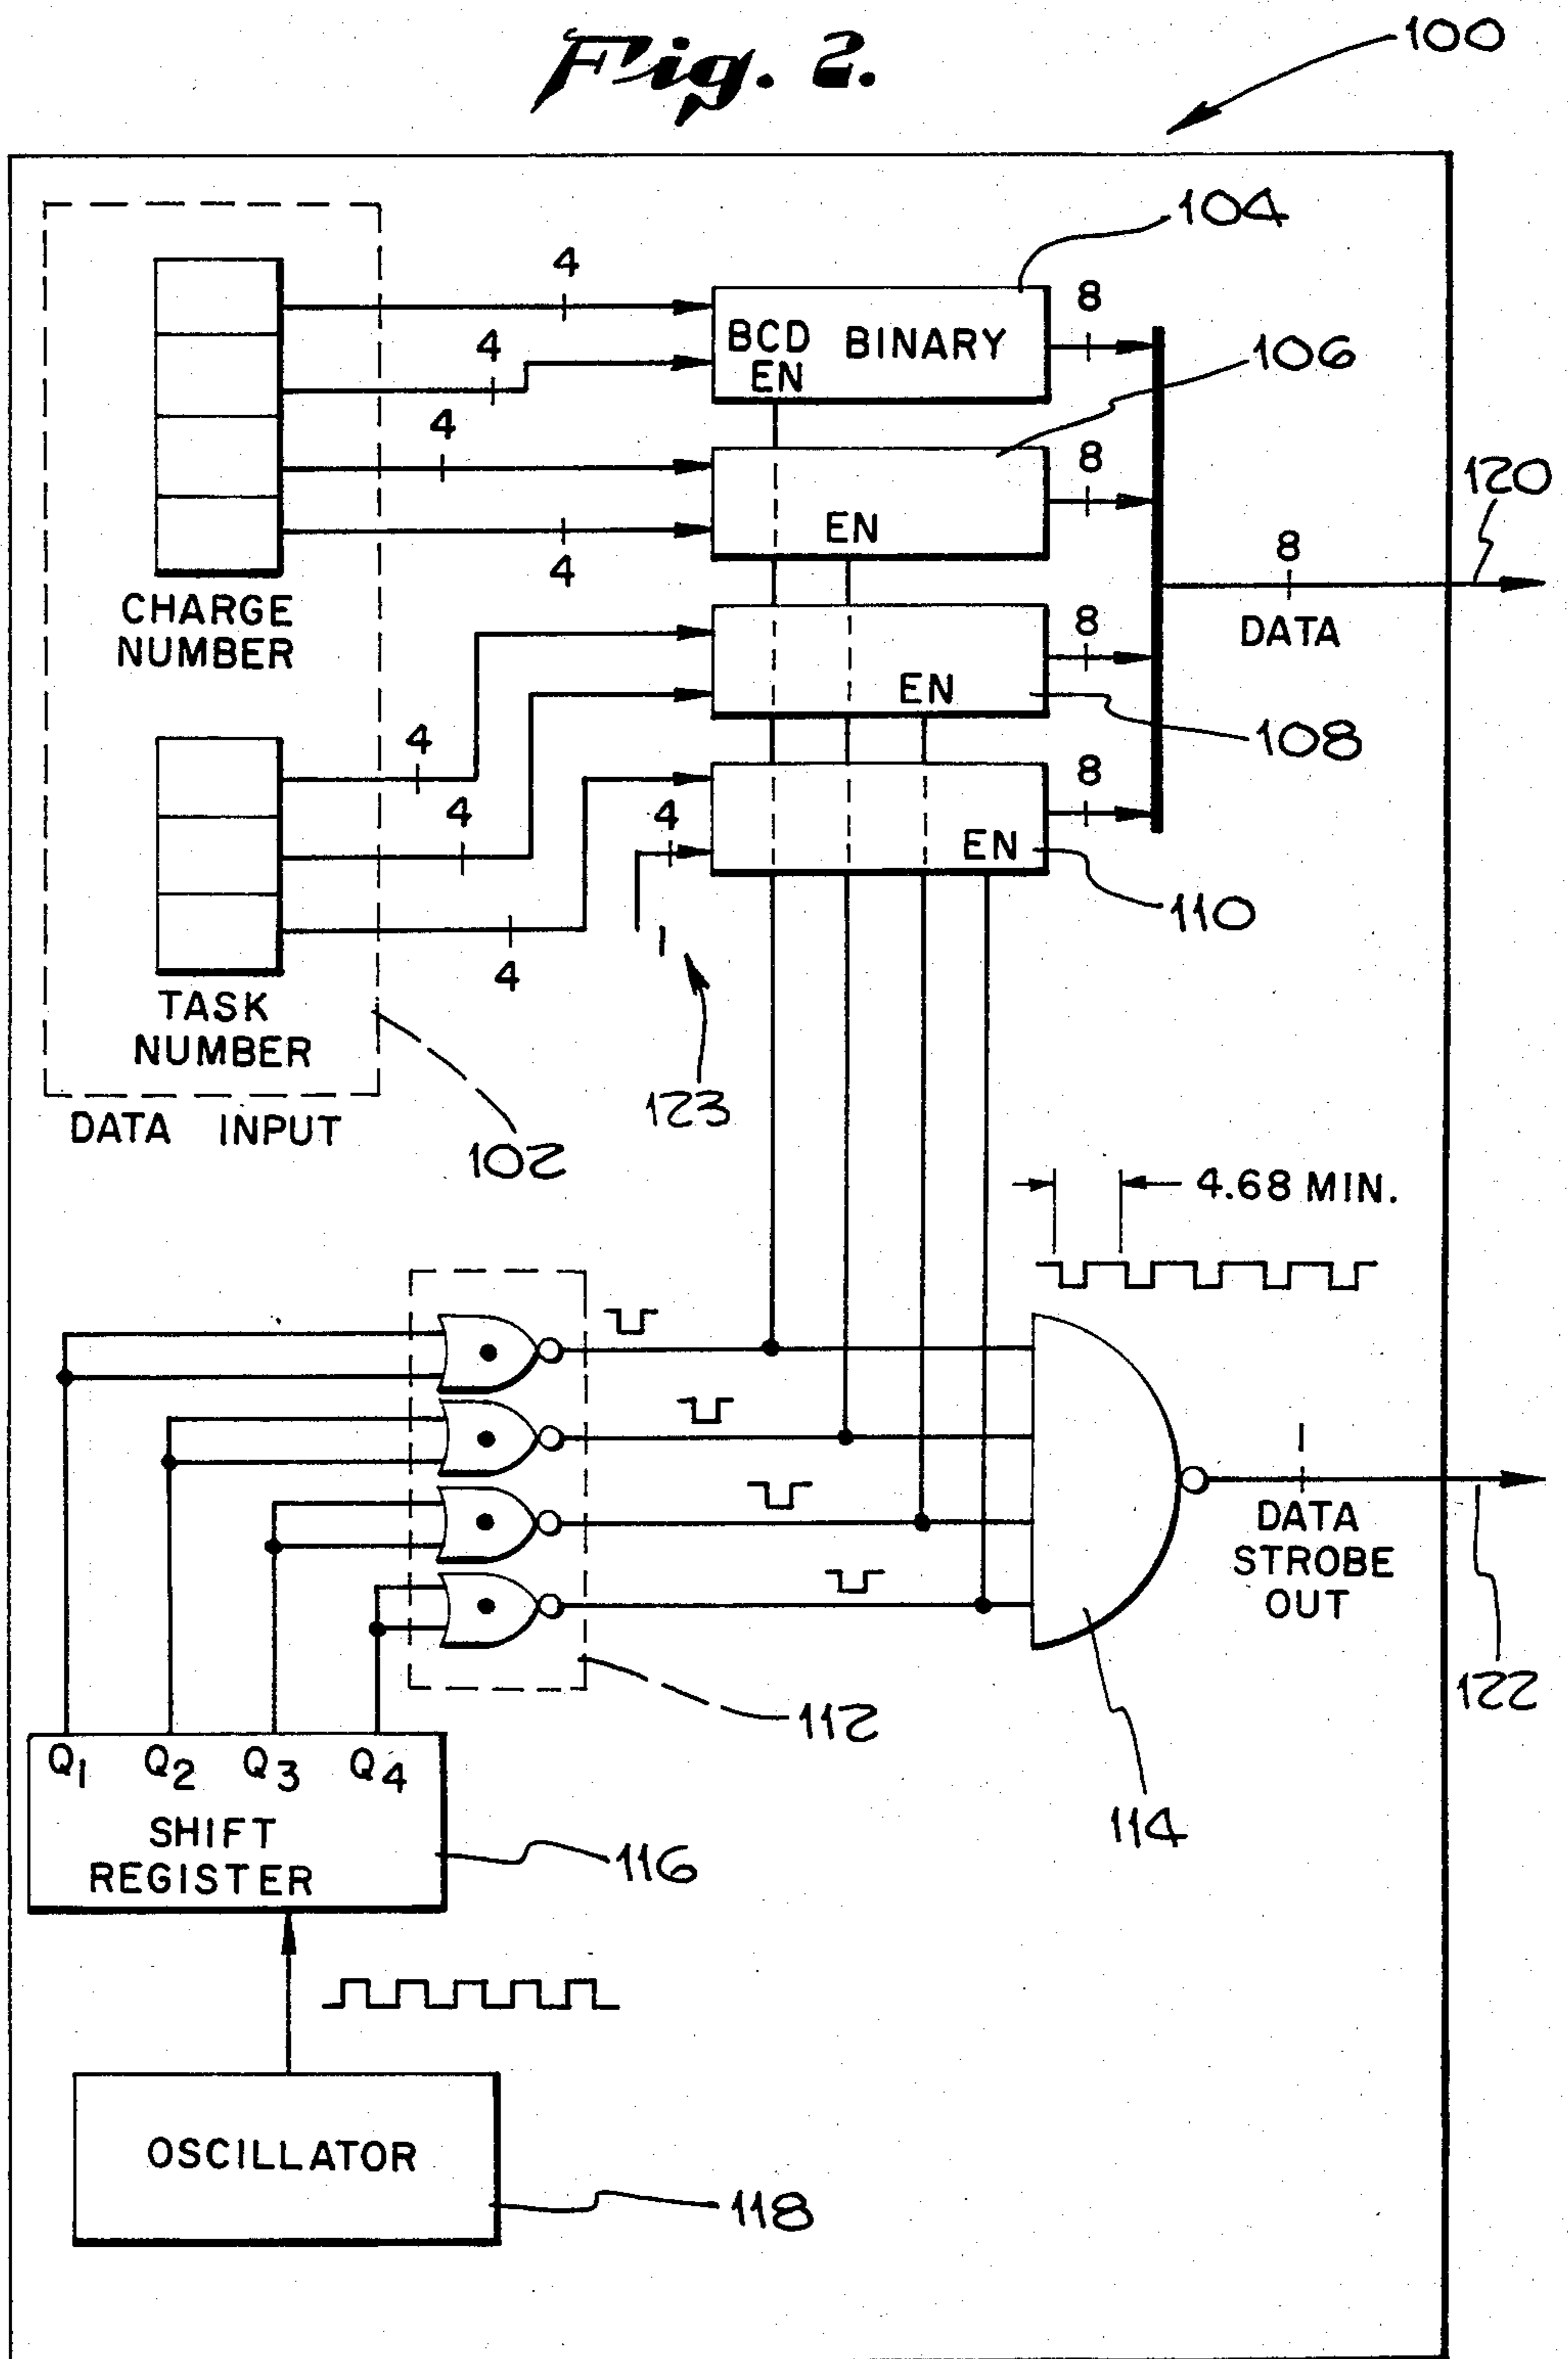 Fig. 2.
100
104
4
8
BCD BINARY
EN
4
106
4
8
120
EN
4
8
CHARGE
NUMBER
DATA
8
EN
4
108
8
4
4
EN
110
1
4
TASK
NUMBER
123
DATA INPUT
102
4.68 MIN.
1
DATA
STROBE
OUT
122
112
Q1 Q2 Q3 Q4
114
SHIFT
REGISTER
116
OSCILLATOR
118